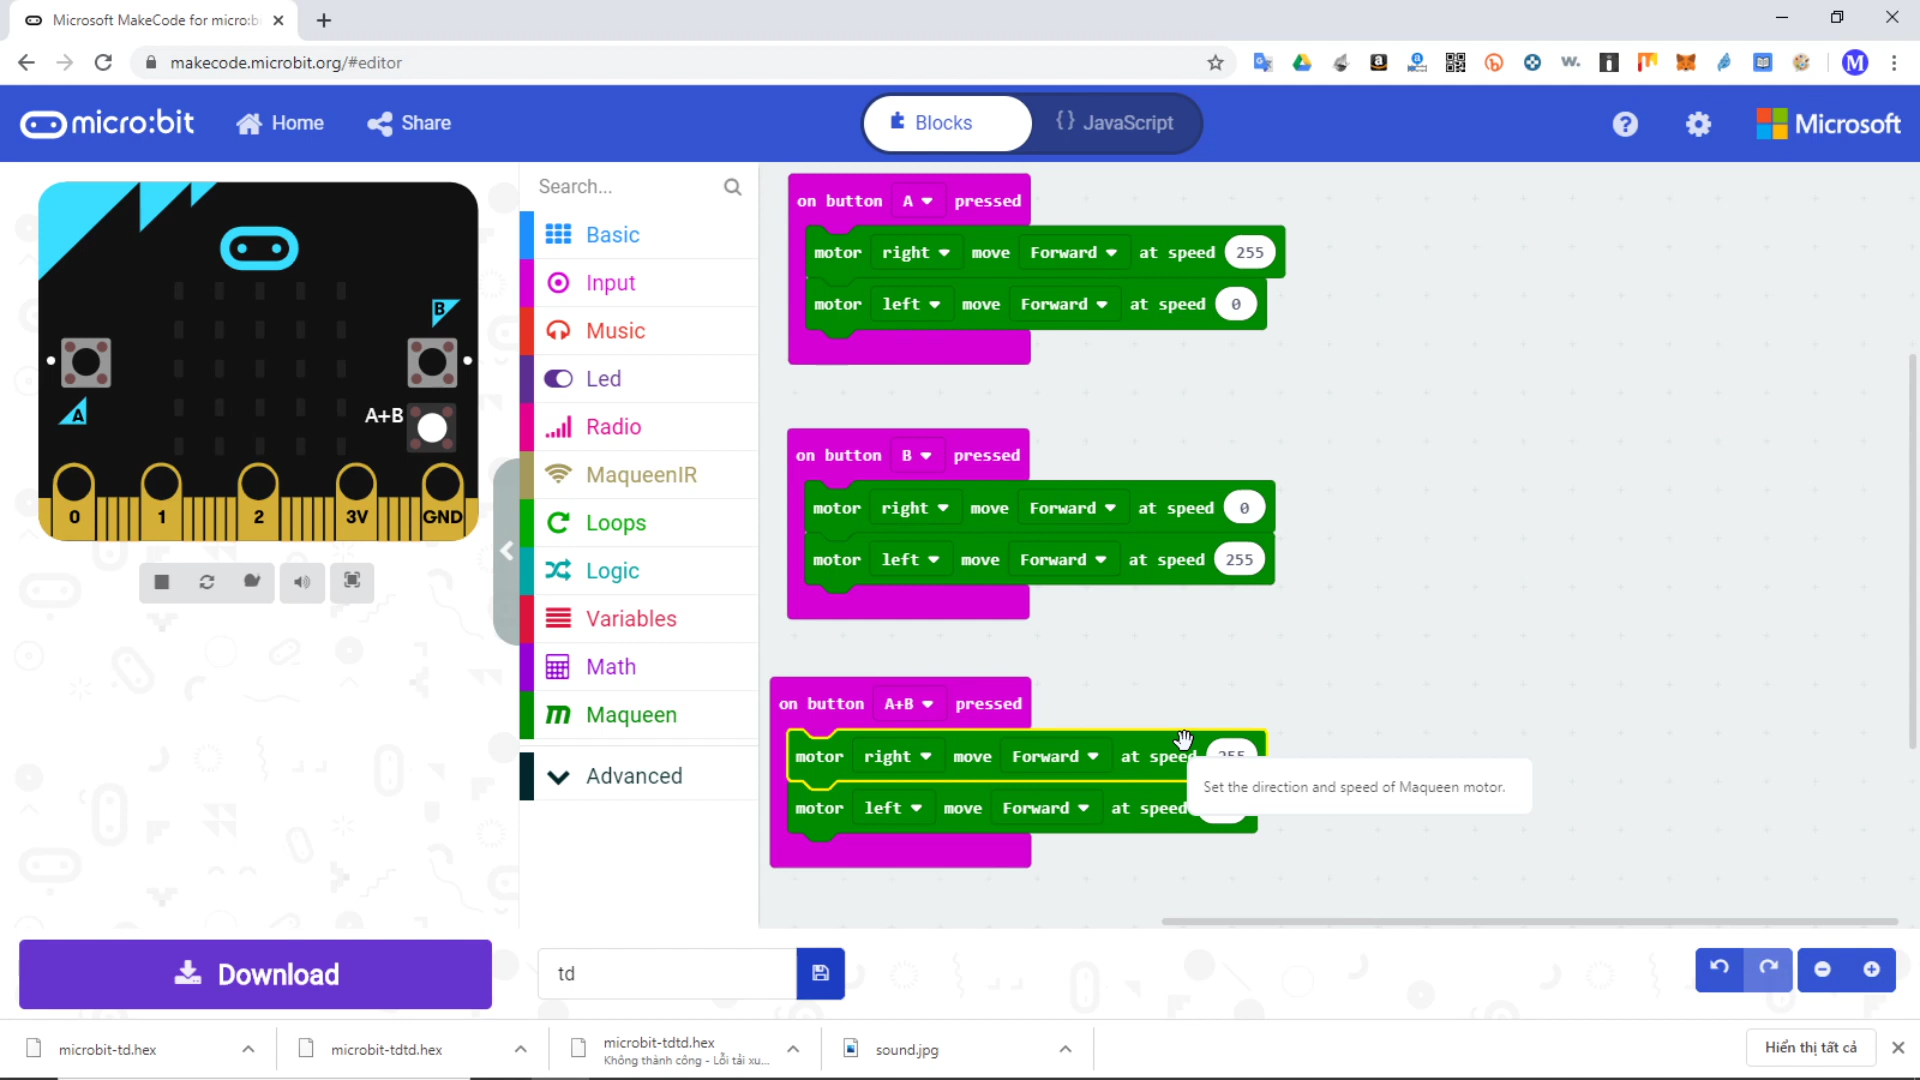 Microsoft MakeCode for micro:b
makecode.microbit.org/#editor
M
micro:bit
Home
Share
Blocks
{} JavaScript
?
Microsoft
B
A
A+B
0
1
2
3V
GND
Search...
Basic
Input
Music
Led
Radio
MaqueenIR
Loops
Logic
Variables
Math
Maqueen
Advanced
on button A pressed
motor right move Forward at speed 255
motor left move Forward at speed 0
on button B pressed
motor right move Forward at speed 0
motor left move Forward at speed 255
on button A+B pressed
motor right move Forward at speed 255
motor left move Forward at speed
Set the direction and speed of Maqueen motor.
Download
td
microbit-td.hex
microbit-tdtd.hex
microbit-tdtd.hex
Không thành công - Lỗi tải xu...
sound.jpg
Hiển thị tất cả